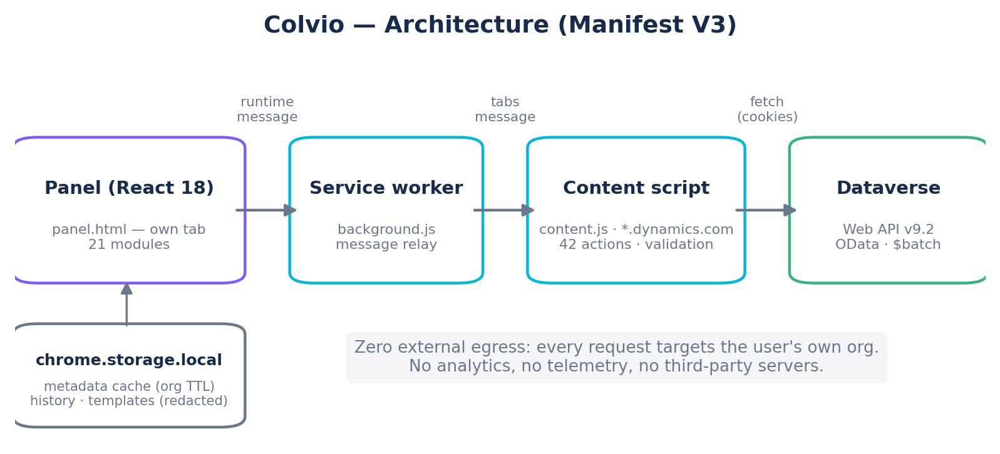 Colvio — Architecture (Manifest V3)
runtime
message
tabs
message
fetch
(cookies)
Panel (React 18)
panel.html — own tab
21 modules
Service worker
background.js
message relay
Content script
content.js · *.dynamics.com
42 actions · validation
Dataverse
Web API v9.2
OData · $batch
chrome.storage.local
metadata cache (org TTL)
history · templates (redacted)
Zero external egress: every request targets the user's own org.
No analytics, no telemetry, no third-party servers.